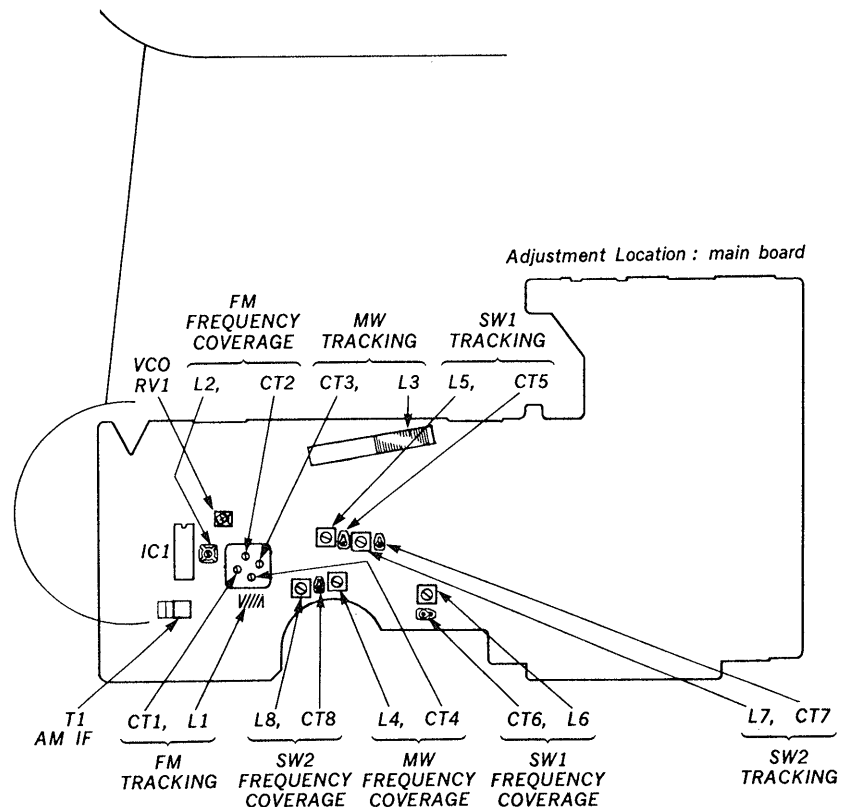 Adjustment Location : main board
FM
FREQUENCY
COVERAGE
MW
TRACKING
SW1
TRACKING
VCO
RV1
L2, CT2
CT3, L3
L5, CT5
IC1
T1
AM IF
CT1, L1
FM
TRACKING
L8, CT8
SW2
FREQUENCY
COVERAGE
L4, CT4
MW
FREQUENCY
COVERAGE
CT6, L6
SW1
FREQUENCY
COVERAGE
L7, CT7
SW2
TRACKING